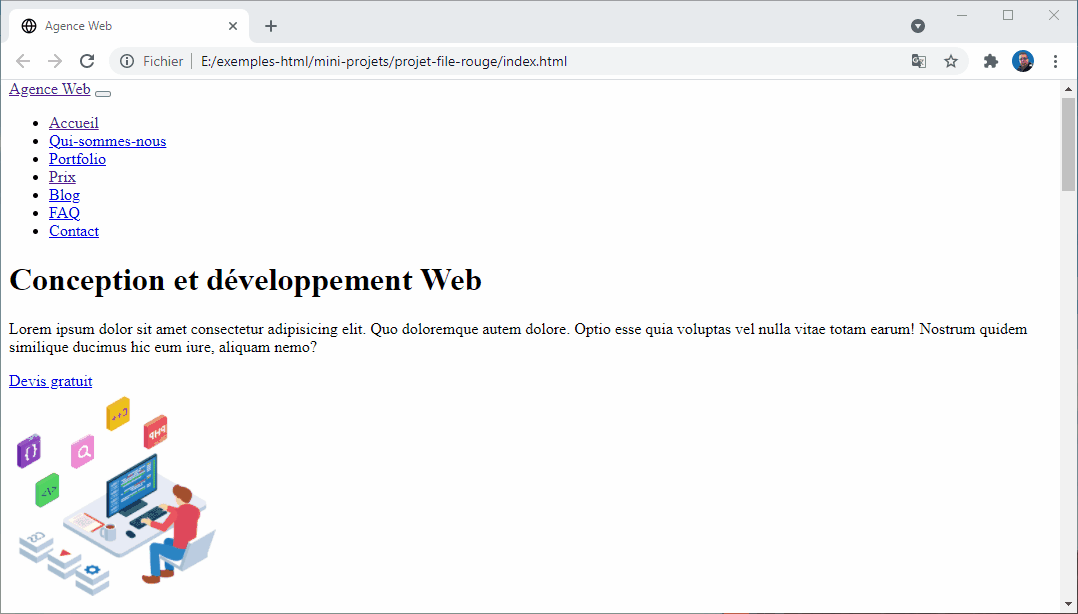 Agence Web
Fichier
E:/exemples-html/mini-projets/projet-file-rouge/index.html
Agence Web
Accueil
Qui-sommes-nous
Portfolio
Prix
Blog
FAQ
Contact
Conception et développement Web
Lorem ipsum dolor sit amet consectetur adipisicing elit. Quo doloremque autem dolore. Optio esse quia voluptas vel nulla vitae totam earum! Nostrum quidem
similique ducimus hic eum iure, aliquam nemo?
Devis gratuit
PHP